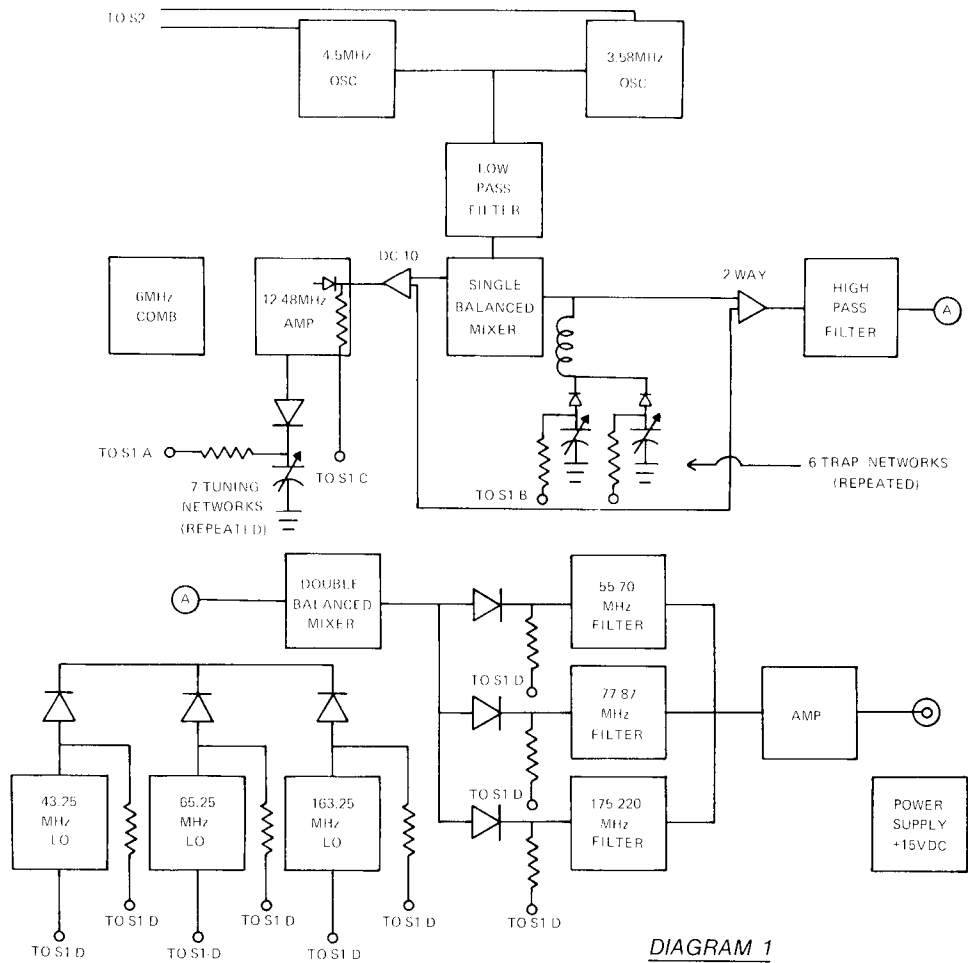 TO S2
4.5MHz
OSC
3.58MHz
OSC
LOW
PASS
FILTER
DC 10
2 WAY
6MHz
COMB
12.48MHz
AMP
SINGLE
BALANCED
MIXER
HIGH
PASS
FILTER
A
TO S1 A
7 TUNING
NETWORKS
(REPEATED)
TO S1 C
TO S1 B
6 TRAP NETWORKS
(REPEATED)
A
DOUBLE
BALANCED
MIXER
55.70
MHz
FILTER
TO S1 D
77.87
MHz
FILTER
AMP
TO S1 D
43.25
MHz
LO
65.25
MHz
LO
163.25
MHz
LO
175.220
MHz
FILTER
POWER
SUPPLY
+15VDC
TO S1 D
TO S1 D
TO S1 D
TO S1 D
TO S1 D
TO S1 D
TO S1 D
DIAGRAM 1